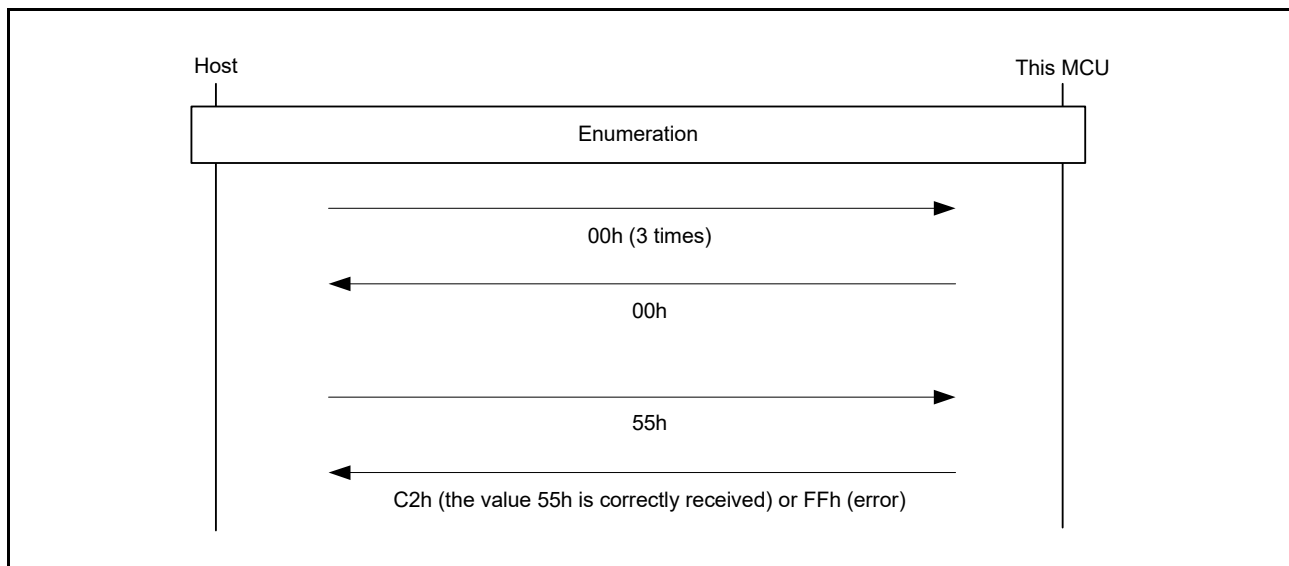 Host
This MCU
Enumeration
00h (3 times)
00h
55h
C2h (the value 55h is correctly received) or FFh (error)